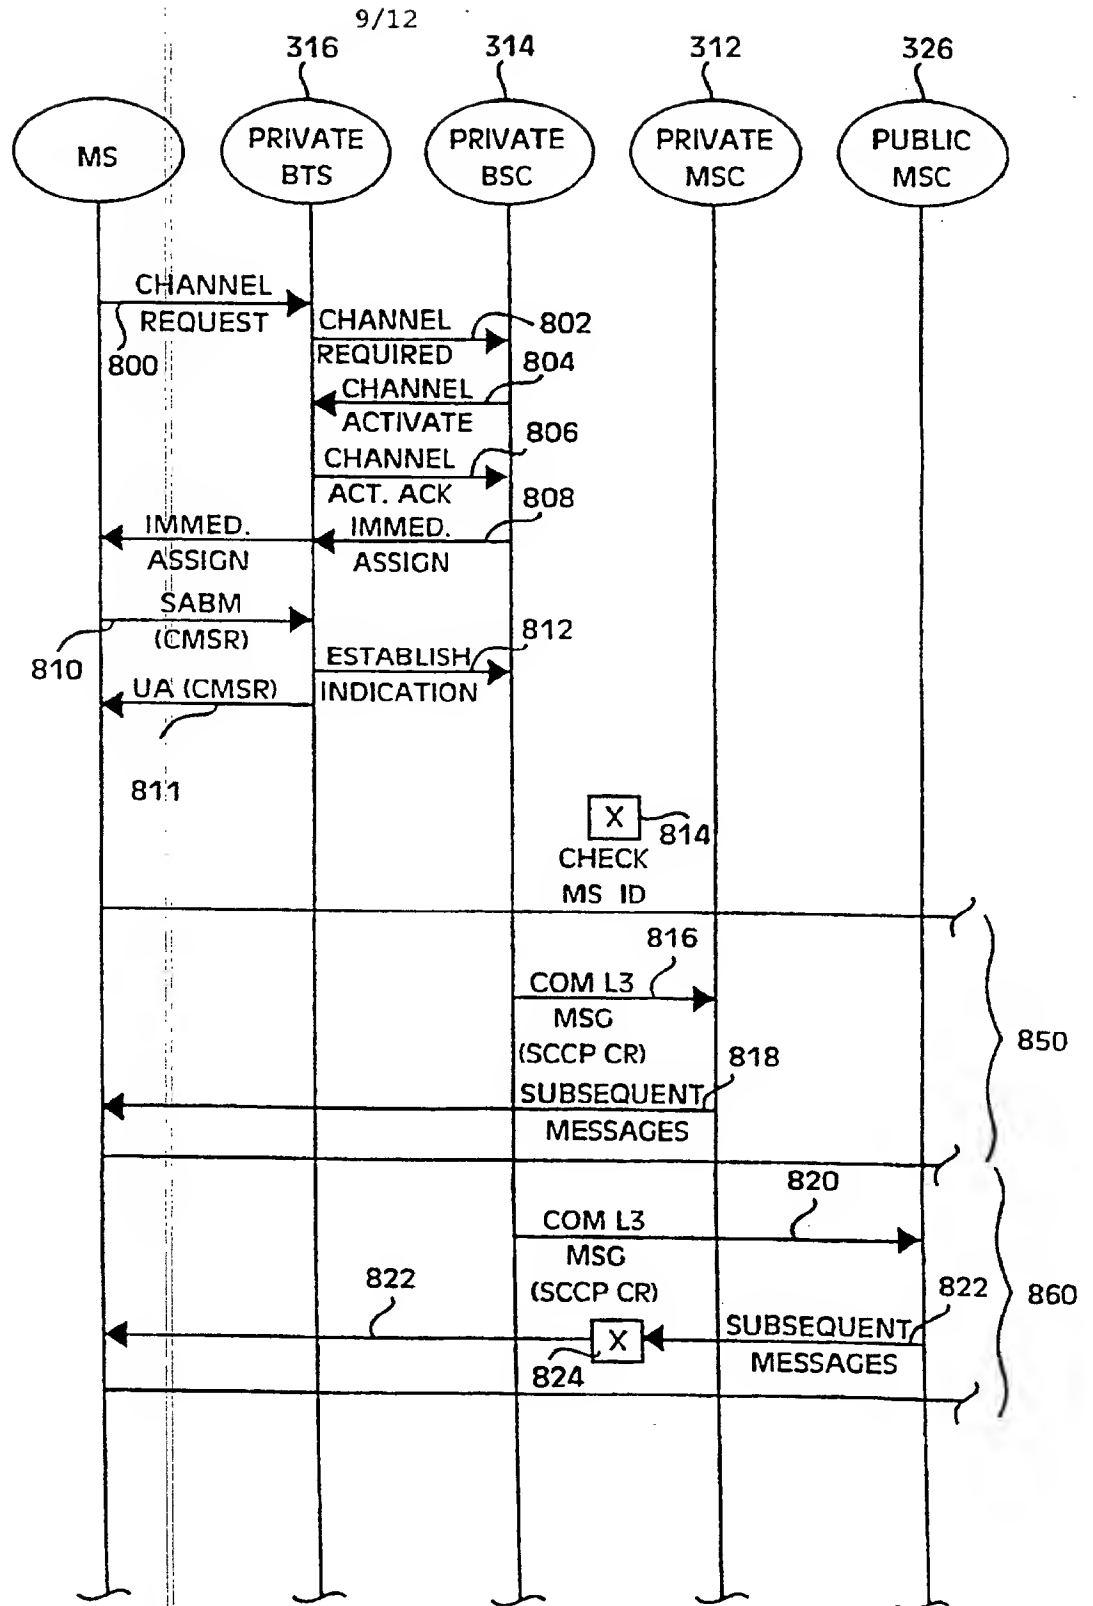 9/12
316
314
312
326
MS
PRIVATE
BTS
PRIVATE
BSC
PRIVATE
MSC
PUBLIC
MSC
CHANNEL
REQUEST
800
CHANNEL
REQUIRED
802
804
CHANNEL
ACTIVATE
806
CHANNEL
ACT. ACK
808
IMMED.
ASSIGN
IMMED.
ASSIGN
SABM
(CMSR)
810
812
ESTABLISH
INDICATION
UA (CMSR)
811
X
814
CHECK
MS ID
816
COM L3
MSG
(SCCP CR)
850
818
SUBSEQUENT
MESSAGES
820
COM L3
MSG
(SCCP CR)
822
822
860
SUBSEQUENT
MESSAGES
X
824